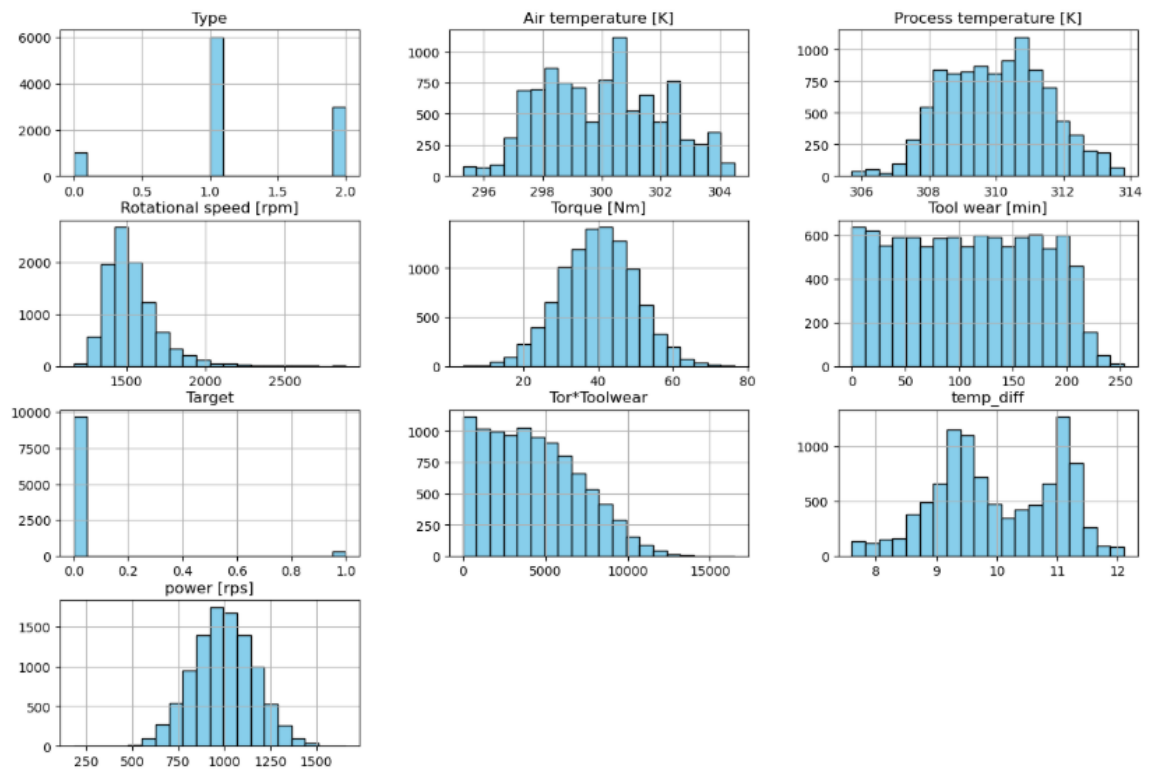 Type
6000
4000
2000
0
0.0 0.5 1.0 1.5 2.0
Air temperature [K]
1000
750
500
250
0
296 298 300 302 304
Process temperature [K]
1000
750
500
250
0
306 308 310 312 314
Rotational speed [rpm]
2000
1000
0
1500 2000 2500
Torque [Nm]
1000
500
0
20 40 60 80
Tool wear [min]
600
400
200
0
0 50 100 150 200 250
Target
10000
7500
5000
2500
0
0.0 0.2 0.4 0.6 0.8 1.0
Tor*Toolwear
1000
750
500
250
0
0 5000 10000 15000
temp_diff
1000
500
0
8 9 10 11 12
power [rps]
1500
1000
500
0
250 500 750 1000 1250 1500